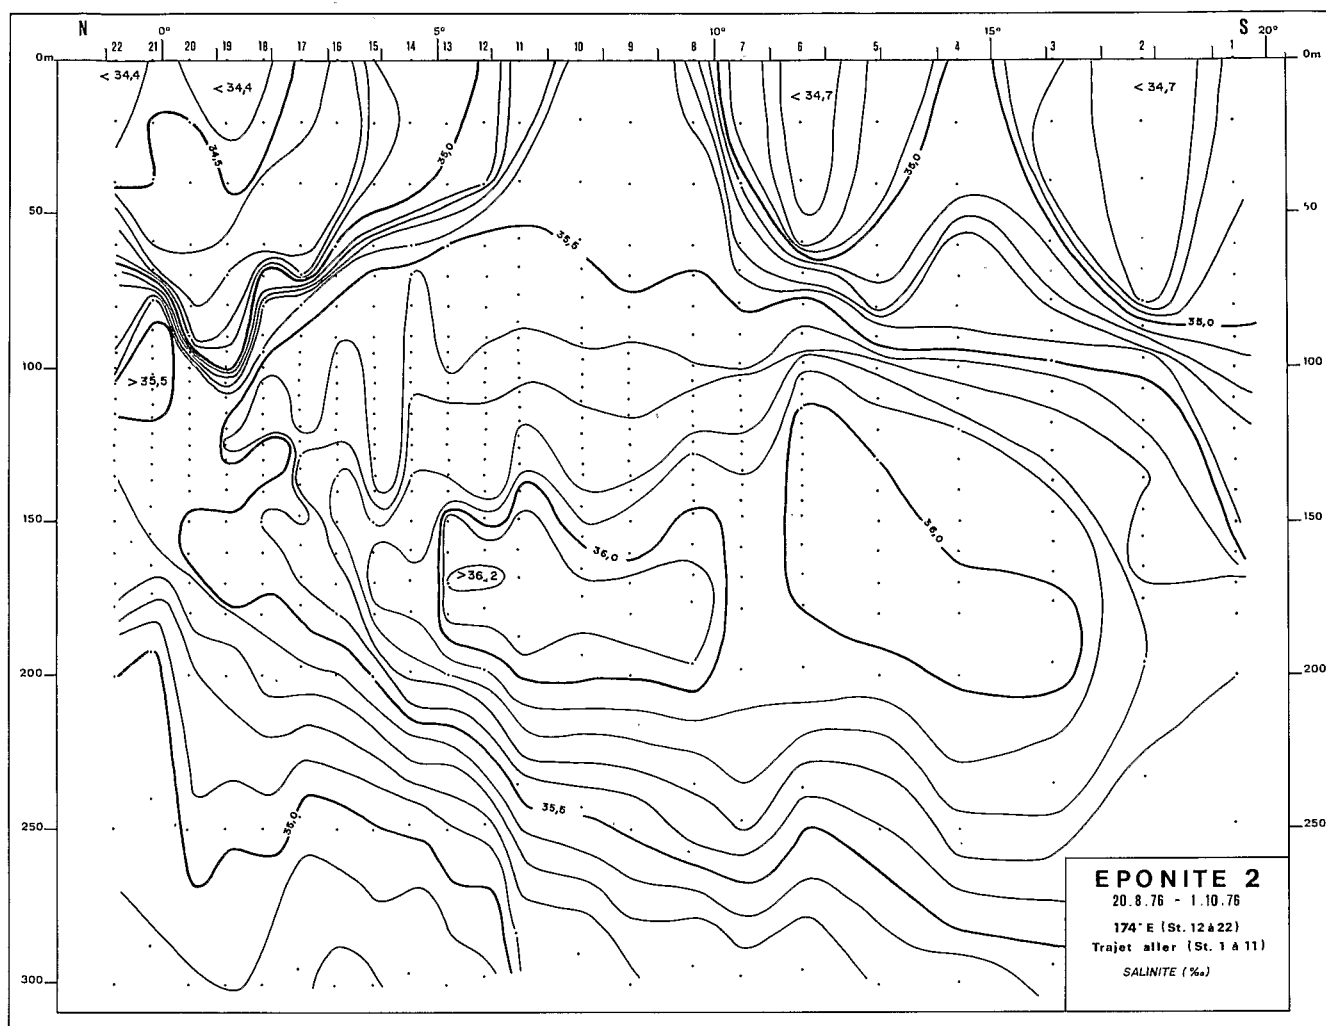 N 0° 5° 10° 15° S 20°
22 21 20 19 18 17 16 15 14 13 12 11 10 9 8 7 6 5 4 3 2 1
0m 0m
< 34,4
< 34,4
< 34,7
< 34,7
34,5
35,0
35,0
50 50
35,5
35,0
100 100
> 35,5
150 150
36,0
36,0
>36,2
200 200
35,0
35,5
250 250
300 300
EPONITE 2
20.8.76 - 1.10.76
174° E (St. 12 à 22)
Trajet aller (St. 1 à 11)
SALINITE (‰)